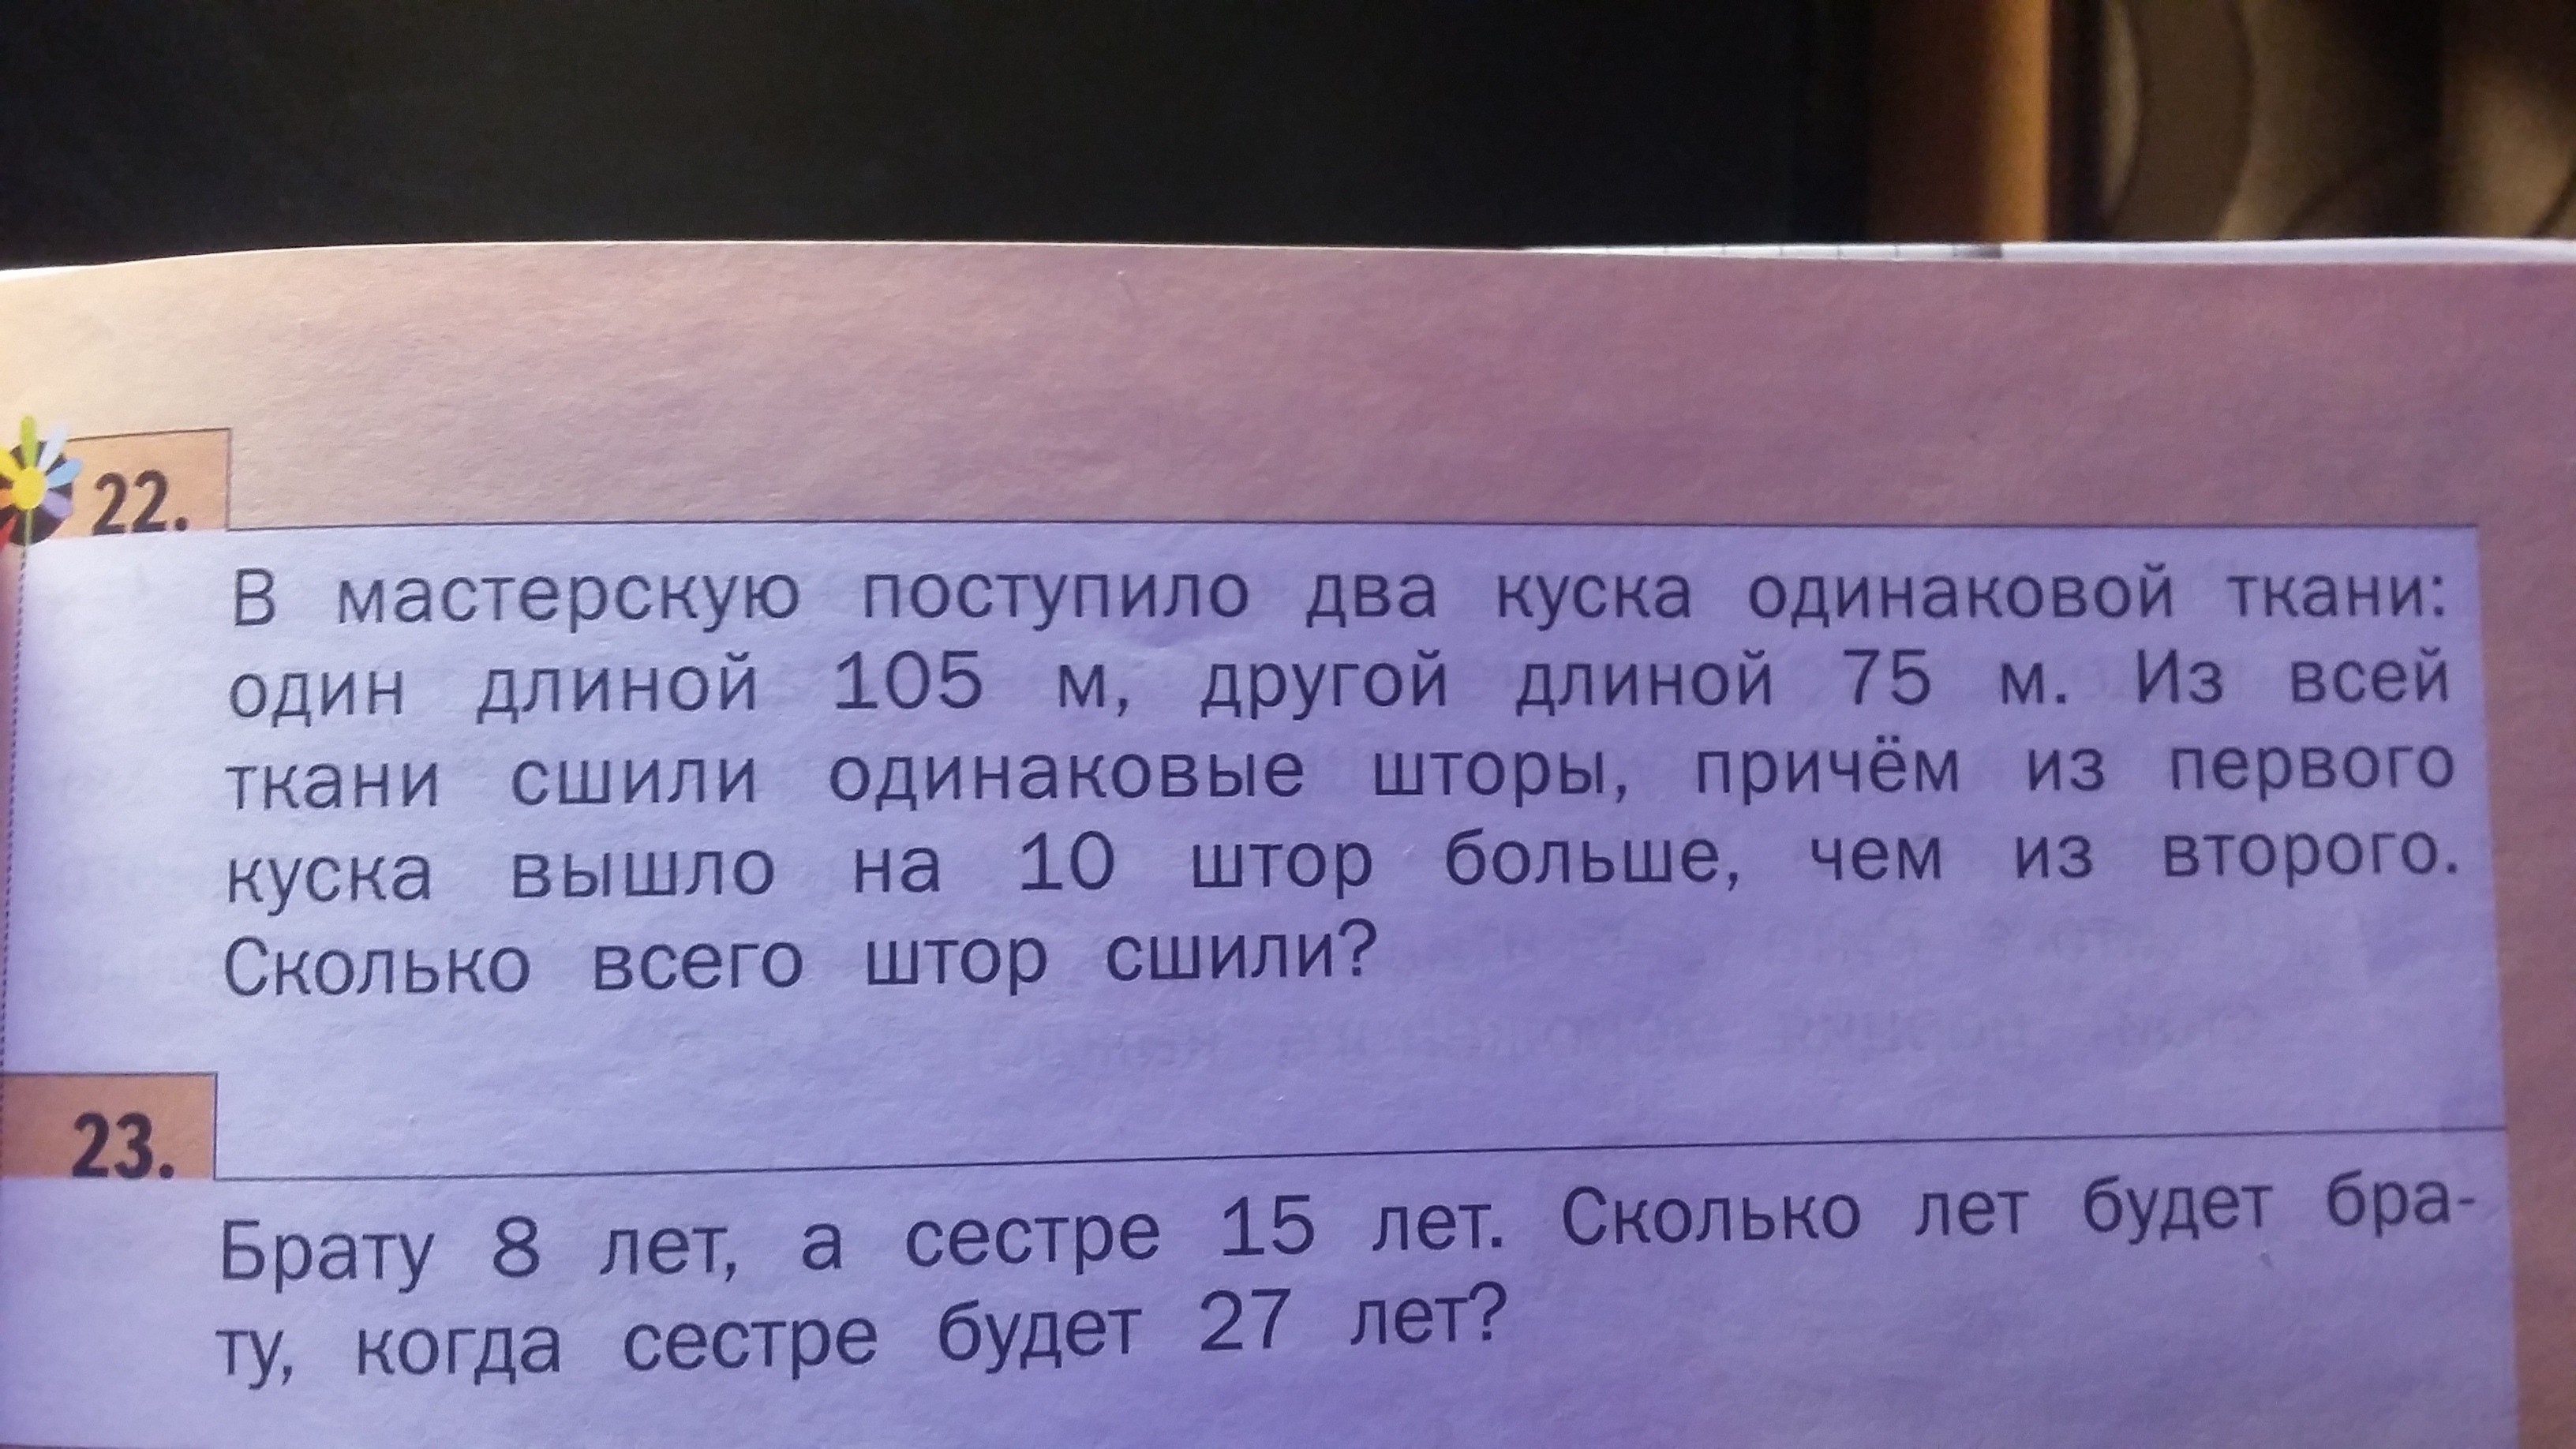 22.
В мастерскую поступило два куска одинаковой ткани:
один длиной 105 м, другой длиной 75 м. Из всей
ткани сшили одинаковые шторы, причём из первого
куска вышло на 10 штор больше, чем из второго.
Сколько всего штор сшили?
23.
Брату 8 лет, а сестре 15 лет. Сколько лет будет бра-
ту, когда сестре будет 27 лет?